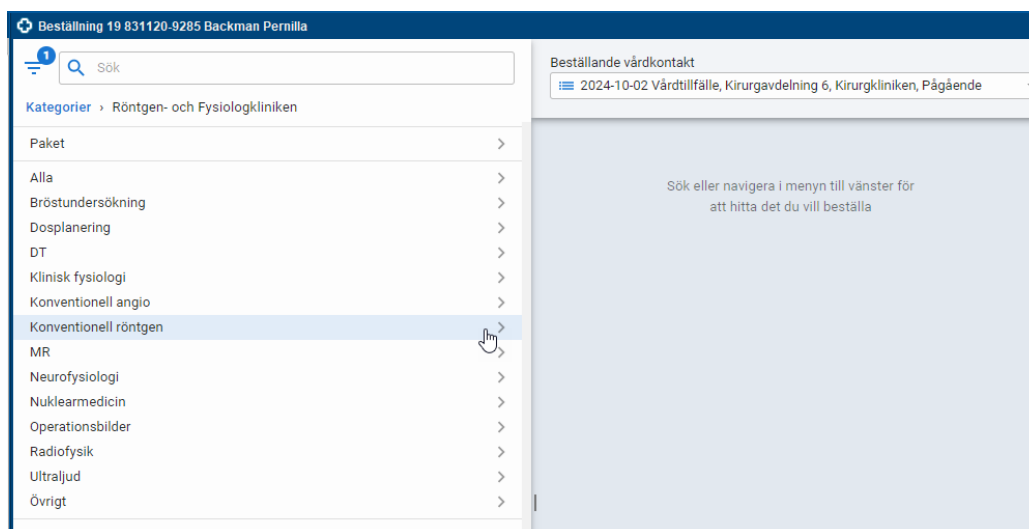 Beställning 19 831120-9285 Backman Pernilla
1
Sök
Kategorier › Röntgen- och Fysiologkliniken
Paket
Alla
Bröstundersökning
Dosplanering
DT
Klinisk fysiologi
Konventionell angio
Konventionell röntgen
MR
Neurofysiologi
Nuklearmedicin
Operationsbilder
Radiofysik
Ultraljud
Övrigt
Beställande vårdkontakt
2024-10-02 Vårdtillfälle, Kirurgavdelning 6, Kirurgkliniken, Pågående
Sök eller navigera i menyn till vänster för
att hitta det du vill beställa